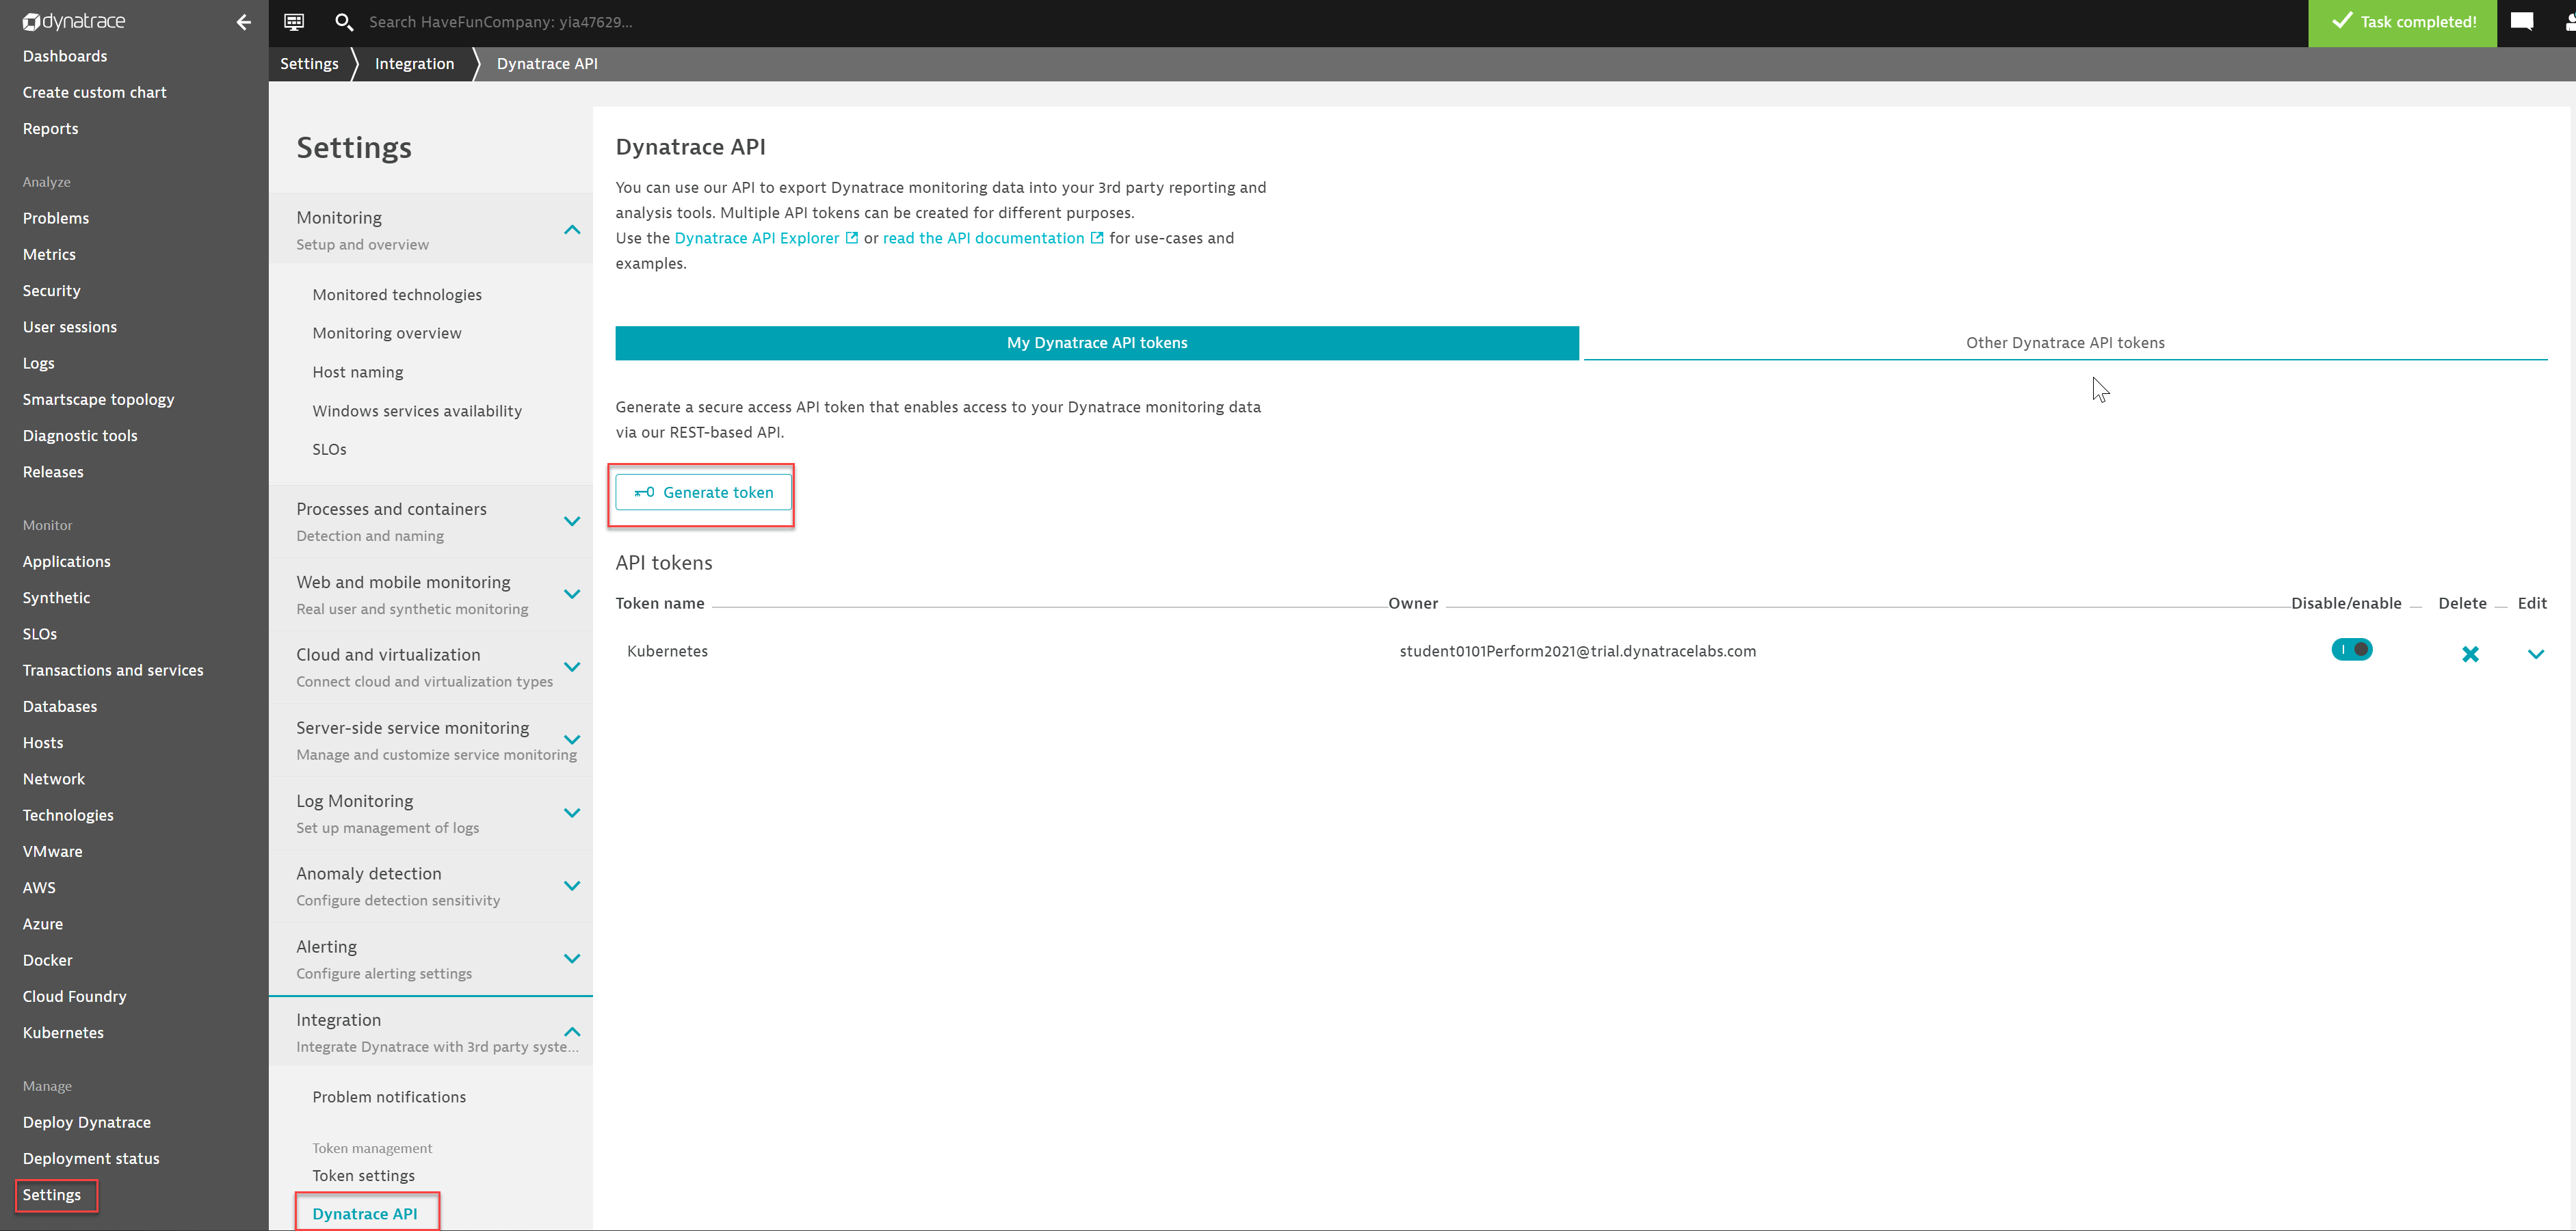 dynatrace
Search HaveFunCompany: yia47629...
Task completed!
Dashboards
Create custom chart
Reports
Analyze
Problems
Metrics
Security
User sessions
Logs
Smartscape topology
Diagnostic tools
Releases
Monitor
Applications
Synthetic
SLOs
Transactions and services
Databases
Hosts
Network
Technologies
VMware
AWS
Azure
Docker
Cloud Foundry
Kubernetes
Manage
Deploy Dynatrace
Deployment status
Settings
Settings Integration Dynatrace API
Settings
Monitoring
Setup and overview
Monitored technologies
Monitoring overview
Host naming
Windows services availability
SLOs
Processes and containers
Detection and naming
Web and mobile monitoring
Real user and synthetic monitoring
Cloud and virtualization
Connect cloud and virtualization types
Server-side service monitoring
Manage and customize service monitoring
Log Monitoring
Set up management of logs
Anomaly detection
Configure detection sensitivity
Alerting
Configure alerting settings
Integration
Integrate Dynatrace with 3rd party syste...
Problem notifications
Token management
Token settings
Dynatrace API
Dynatrace API
You can use our API to export Dynatrace monitoring data into your 3rd party reporting and
analysis tools. Multiple API tokens can be created for different purposes.
Use the Dynatrace API Explorer or read the API documentation for use-cases and
examples.
My Dynatrace API tokens
Other Dynatrace API tokens
Generate a secure access API token that enables access to your Dynatrace monitoring data
via our REST-based API.
Generate token
API tokens
Token name Owner Disable/enable Delete Edit
Kubernetes student0101Perform2021@trial.dynatracelabs.com